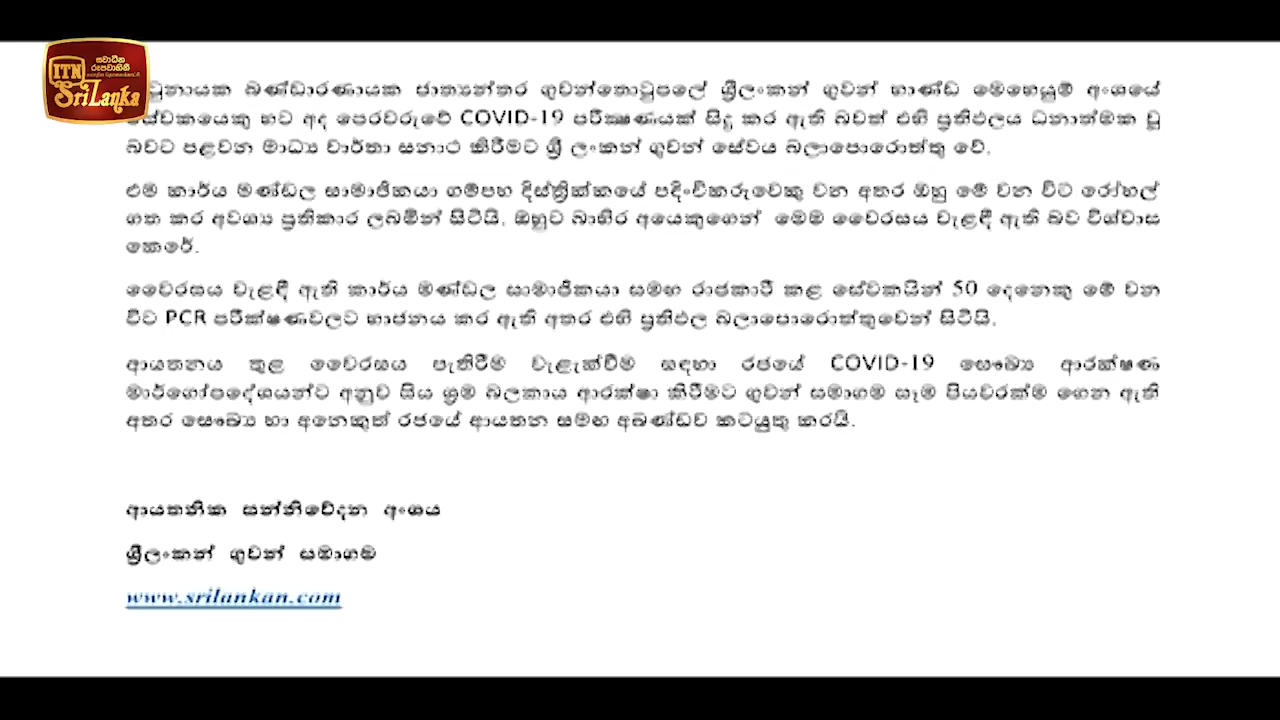 ITN
ස්වාධීන
රූපවාහිනී
Sri Lanka
බණ්ඩාරණායක ජාත්‍යන්තර ගුවන්තොටුපලේ ශ්‍රීලංකන් ගුවන් භාණ්ඩ මෙහෙයුම් අංශයේ
සේවකයෙකු හට අද පෙරවරුවේ COVID-19 පරීක්‍ෂණයක් සිදු කර ඇති බවත් එහි ප්‍රතිඵලය ධනාත්මක වු
බවට පළවන මාධ්‍ය වාර්තා සනාථ කිරීමට ශ්‍රී ලංකන් ගුවන් සේවය බලාපොරොත්තු වේ.
එම කාර්ය මණ්ඩල සාමාජිකයා ගම්පහ දිස්ත්‍රික්කයේ පදිංචිකරුවෙකු වන අතර ඔහු මේ වන විට රෝහල්
ගත කර අවශ්‍ය ප්‍රතිකාර ලබමින් සිටියි. ඔහුට බාහිර අයෙකුගෙන් මෙම වෛරසය වැළඳී ඇති බව විශ්වාස
කෙරේ.
වෛරසය වැළඳී ඇති කාර්ය මණ්ඩල සාමාජිකයා සමඟ රාජකාරී කළ සේවකයින් 50 දෙනෙකු මේ වන
විට PCR පරීක්ෂණවලට භාජනය කර ඇති අතර එහි ප්‍රතිඵල බලාපොරොත්තුවෙන් සිටියි.
ආයතනය තුළ වෛරසය පැතිරීම වැළැක්වීම සඳහා රජයේ COVID-19 සෞඛ්‍ය ආරක්ෂණ
මාර්ගෝපදේශයන්ට අනුව සිය ශ්‍රම බලකාය ආරක්ෂා කිරීමට ගුවන් සමාගම සෑම පියවරක්ම ගෙන ඇති
අතර සෞඛ්‍ය හා අනෙකුත් රජයේ ආයතන සමඟ අඛණ්ඩව කටයුතු කරයි.
ආයතනික සන්නිවේදන අංශය
ශ්‍රීලංකන් ගුවන් සමාගම
www.srilankan.com